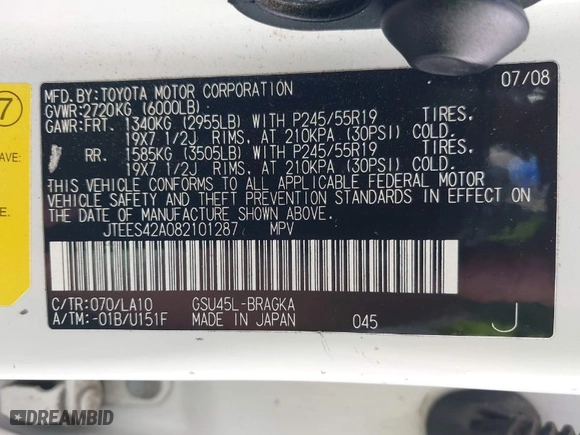 MFD.BY:TOYOTA MOTOR CORPORATION 07/08
GVWR:2720KG (6000LB)
GAWR:FRT. 1340KG (2955LB) WITH P245/55R19 TIRES,
19X7 1/2J RIMS, AT 210KPA (30PSI) COLD.
RR. 1585KG (3505LB) WITH P245/55R19 TIRES,
19X7 1/2J RIMS, AT 210KPA (30PSI) COLD.
THIS VEHICLE CONFORMS TO ALL APPLICABLE FEDERAL MOTOR
VEHICLE SAFETY AND THEFT PREVENTION STANDARDS IN EFFECT ON
THE DATE OF MANUFACTURE SHOWN ABOVE.
JTEES42A082101287 MPV
C/TR:070/LA10 GSU45L-BRAGKA
A/TM:-01B/U151F MADE IN JAPAN 045 J
7
AVE:
E.
DREAMBID